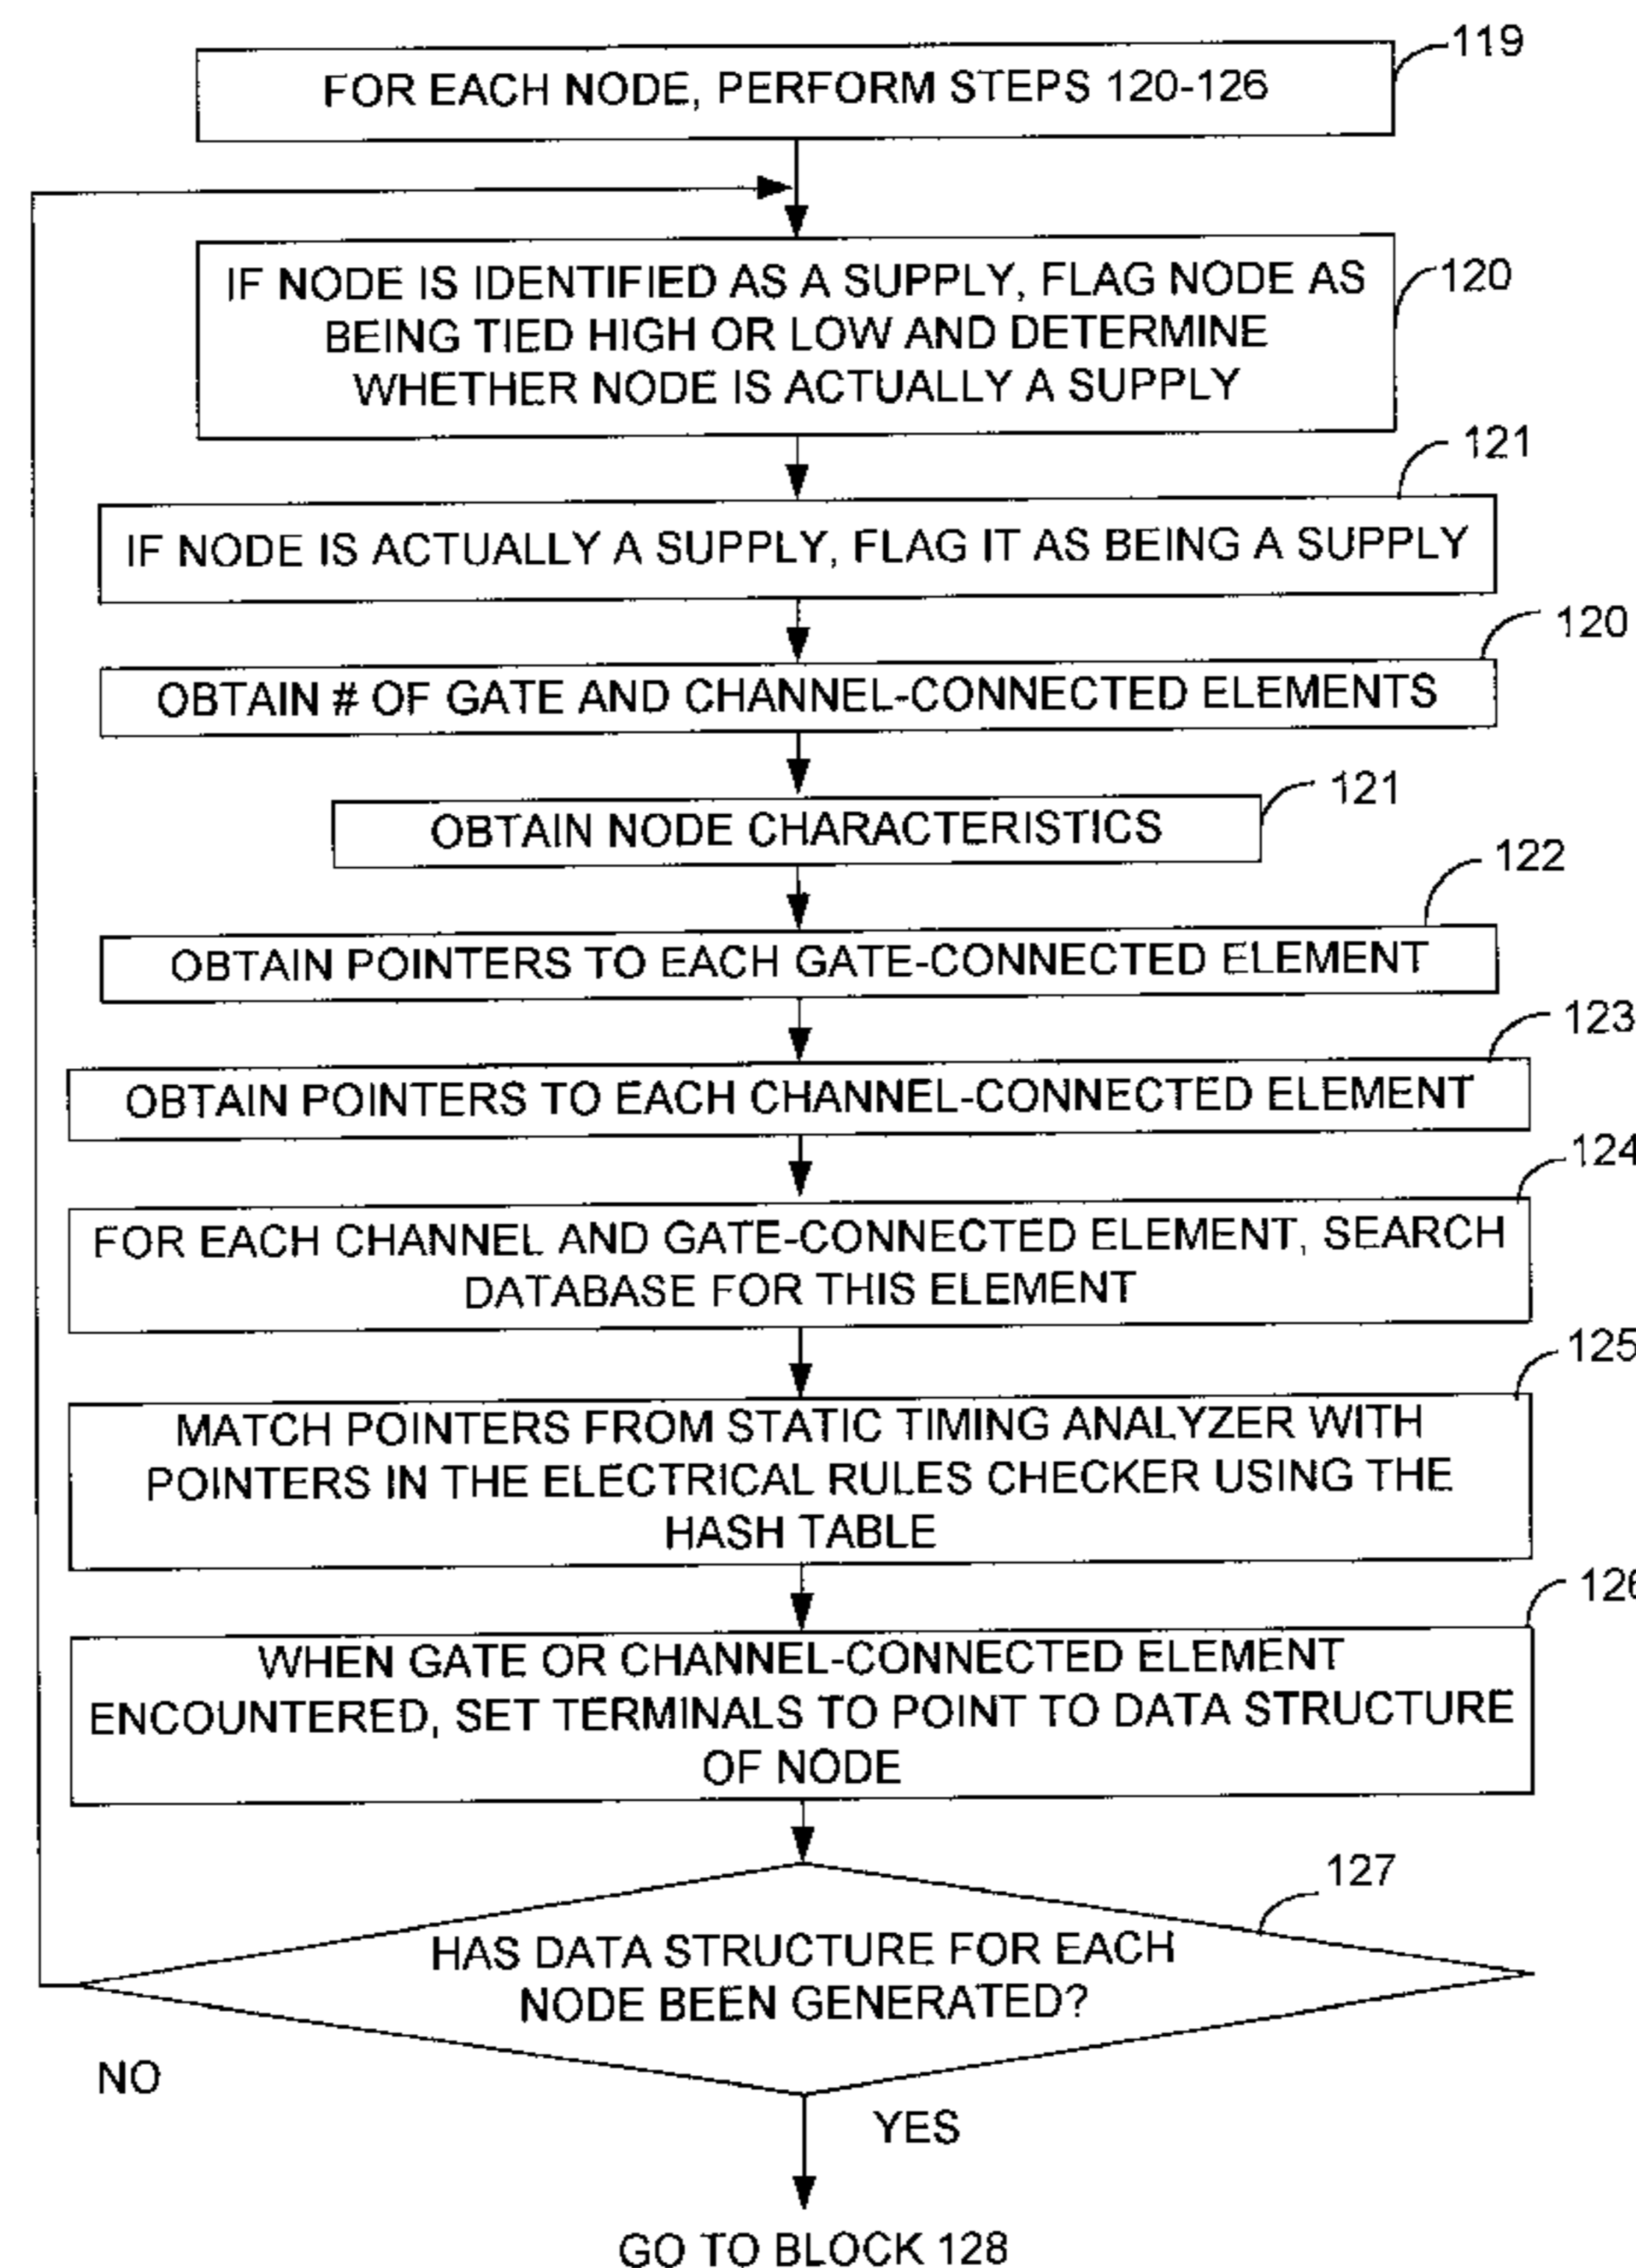 119
FOR EACH NODE, PERFORM STEPS 120-126
120
IF NODE IS IDENTIFIED AS A SUPPLY, FLAG NODE AS
BEING TIED HIGH OR LOW AND DETERMINE
WHETHER NODE IS ACTUALLY A SUPPLY
121
IF NODE IS ACTUALLY A SUPPLY, FLAG IT AS BEING A SUPPLY
120
OBTAIN # OF GATE AND CHANNEL-CONNECTED ELEMENTS
121
OBTAIN NODE CHARACTERISTICS
122
OBTAIN POINTERS TO EACH GATE-CONNECTED ELEMENT
123
OBTAIN POINTERS TO EACH CHANNEL-CONNECTED ELEMENT
124
FOR EACH CHANNEL AND GATE-CONNECTED ELEMENT, SEARCH
DATABASE FOR THIS ELEMENT
125
MATCH POINTERS FROM STATIC TIMING ANALYZER WITH
POINTERS IN THE ELECTRICAL RULES CHECKER USING THE
HASH TABLE
126
WHEN GATE OR CHANNEL-CONNECTED ELEMENT
ENCOUNTERED, SET TERMINALS TO POINT TO DATA STRUCTURE
OF NODE
127
HAS DATA STRUCTURE FOR EACH
NODE BEEN GENERATED?
NO
YES
GO TO BLOCK 128